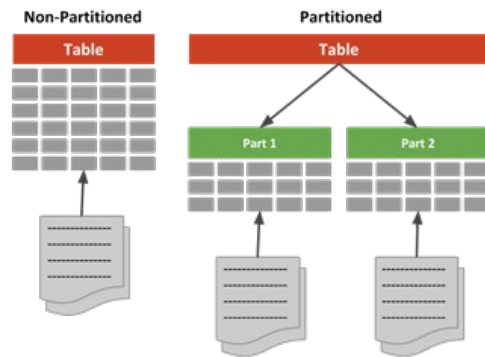 Non-Partitioned
Partitioned
Table
Table
Part 1
Part 2